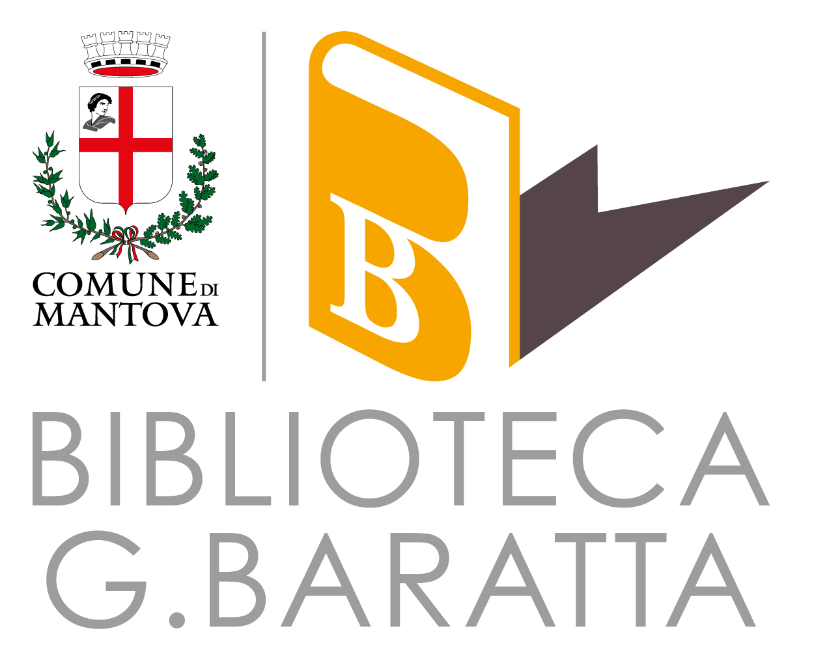 COMUNE DI
MANTOVA
B
BIBLIOTECA
G.BARATTA